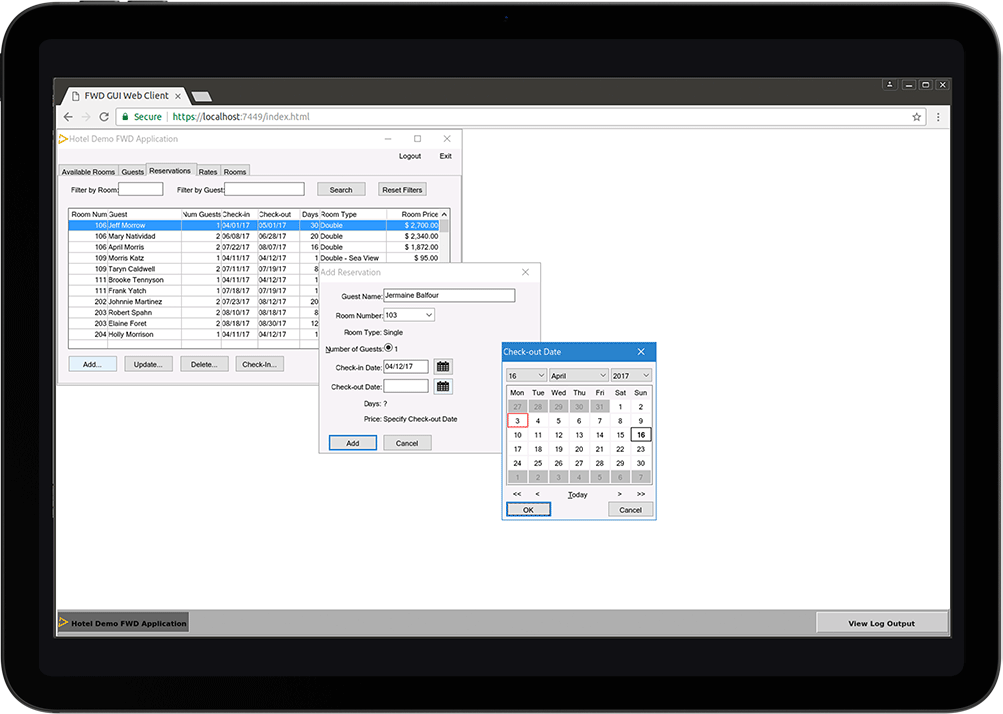 FWD GUI Web Client
Secure https://localhost:7449/index.html
Hotel Demo FWD Application
Logout Exit
Available Rooms Guests Reservations Rates Rooms
Filter by Room: Filter by Guest: Search Reset Filters
Room Num Guest Num Guests Check-in Check-out Days Room Type Room Price
106 Jeff Morrow 1 04/01/17 05/01/17 30 Double $ 2,700.00
106 Mary Natividad 2 06/08/17 06/28/17 20 Double $ 2,340.00
106 April Morris 2 07/22/17 08/07/17 16 Double $ 1,872.00
109 Morris Katz 1 04/11/17 04/12/17 1 Double - Sea View $ 95.00
109 Taryn Caldwell 2 07/11/17 07/19/17 8
111 Brooke Tennyson 1 04/11/17 04/12/17 1
111 Frank Yatch 1 07/18/17 07/19/17 1
202 Johnnie Martinez 2 07/23/17 08/12/17 20
203 Robert Spahn 2 08/10/17 08/18/17 8
203 Elaine Foret 2 08/18/17 08/30/17 12
204 Holly Morrison 1 04/11/17 04/12/17 1
Add... Update... Delete... Check-In...
Add Reservation
Guest Name: Jermaine Balfour
Room Number: 103
Room Type: Single
Number of Guests: 1
Check-in Date: 04/12/17
Check-out Date:
Days: ?
Price: Specify Check-out Date
Add Cancel
Check-out Date
16 April 2017
Mon Tue Wed Thu Fri Sat Sun
27 28 29 30 31 1 2
3 4 5 6 7 8 9
10 11 12 13 14 15 16
17 18 19 20 21 22 23
24 25 26 27 28 29 30
1 2 3 4 5 6 7
<< < Today > >>
OK Cancel
Hotel Demo FWD Application
View Log Output